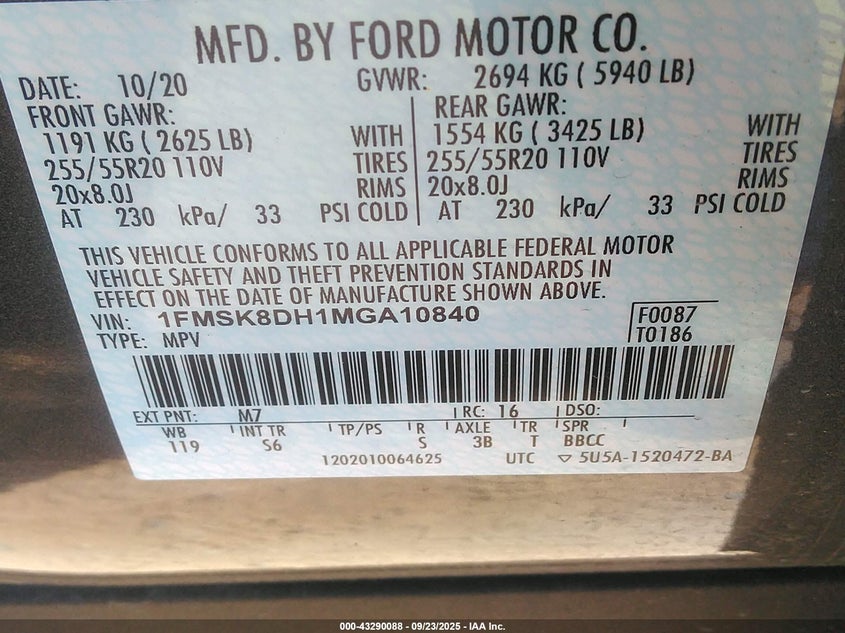 MFD. BY FORD MOTOR CO.
DATE: 10/20 GVWR: 2694 KG ( 5940 LB)
FRONT GAWR: REAR GAWR:
1191 KG ( 2625 LB) WITH 1554 KG ( 3425 LB) WITH
255/55R20 110V TIRES 255/55R20 110V TIRES
20x8.0J RIMS 20x8.0J RIMS
AT 230 kPa/ 33 PSI COLD AT 230 kPa/ 33 PSI COLD
THIS VEHICLE CONFORMS TO ALL APPLICABLE FEDERAL MOTOR
VEHICLE SAFETY AND THEFT PREVENTION STANDARDS IN
EFFECT ON THE DATE OF MANUFACTURE SHOWN ABOVE.
VIN: 1FMSK8DH1MGA10840 F0087
TYPE: MPV T0186
EXT PNT: M7 RC: 16 DSO:
WB INT TR TP/PS R AXLE TR SPR
119 S6 S 3B T BBCC
1202010064625 UTC ▽ 5U5A-1520472-BA
000-43290088 - 09/23/2025 - IAA Inc.